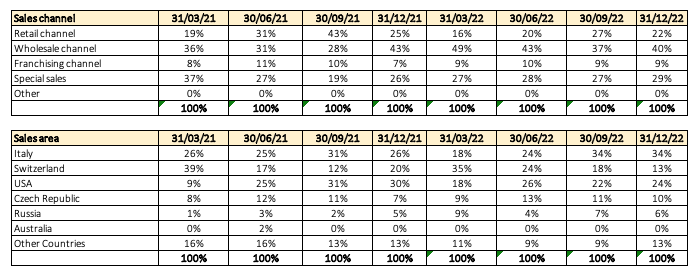 Sales channel 31/03/21 30/06/21 30/09/21 31/12/21 31/03/22 30/06/22 30/09/22 31/12/22
Retail channel 19% 31% 43% 25% 16% 20% 27% 22%
Wholesale channel 36% 31% 28% 43% 49% 43% 37% 40%
Franchising channel 8% 11% 10% 7% 9% 10% 9% 9%
Special sales 37% 27% 19% 26% 27% 28% 27% 29%
Other 0% 0% 0% 0% 0% 0% 0% 0%
100% 100% 100% 100% 100% 100% 100% 100%
Sales area 31/03/21 30/06/21 30/09/21 31/12/21 31/03/22 30/06/22 30/09/22 31/12/22
Italy 26% 25% 31% 26% 18% 24% 34% 34%
Switzerland 39% 17% 12% 20% 35% 24% 18% 13%
USA 9% 25% 31% 30% 18% 26% 22% 24%
Czech Republic 8% 12% 11% 7% 9% 13% 11% 10%
Russia 1% 3% 2% 5% 9% 4% 7% 6%
Australia 0% 2% 0% 0% 0% 0% 0% 0%
Other Countries 16% 16% 13% 13% 11% 9% 9% 13%
100% 100% 100% 100% 100% 100% 100% 100%